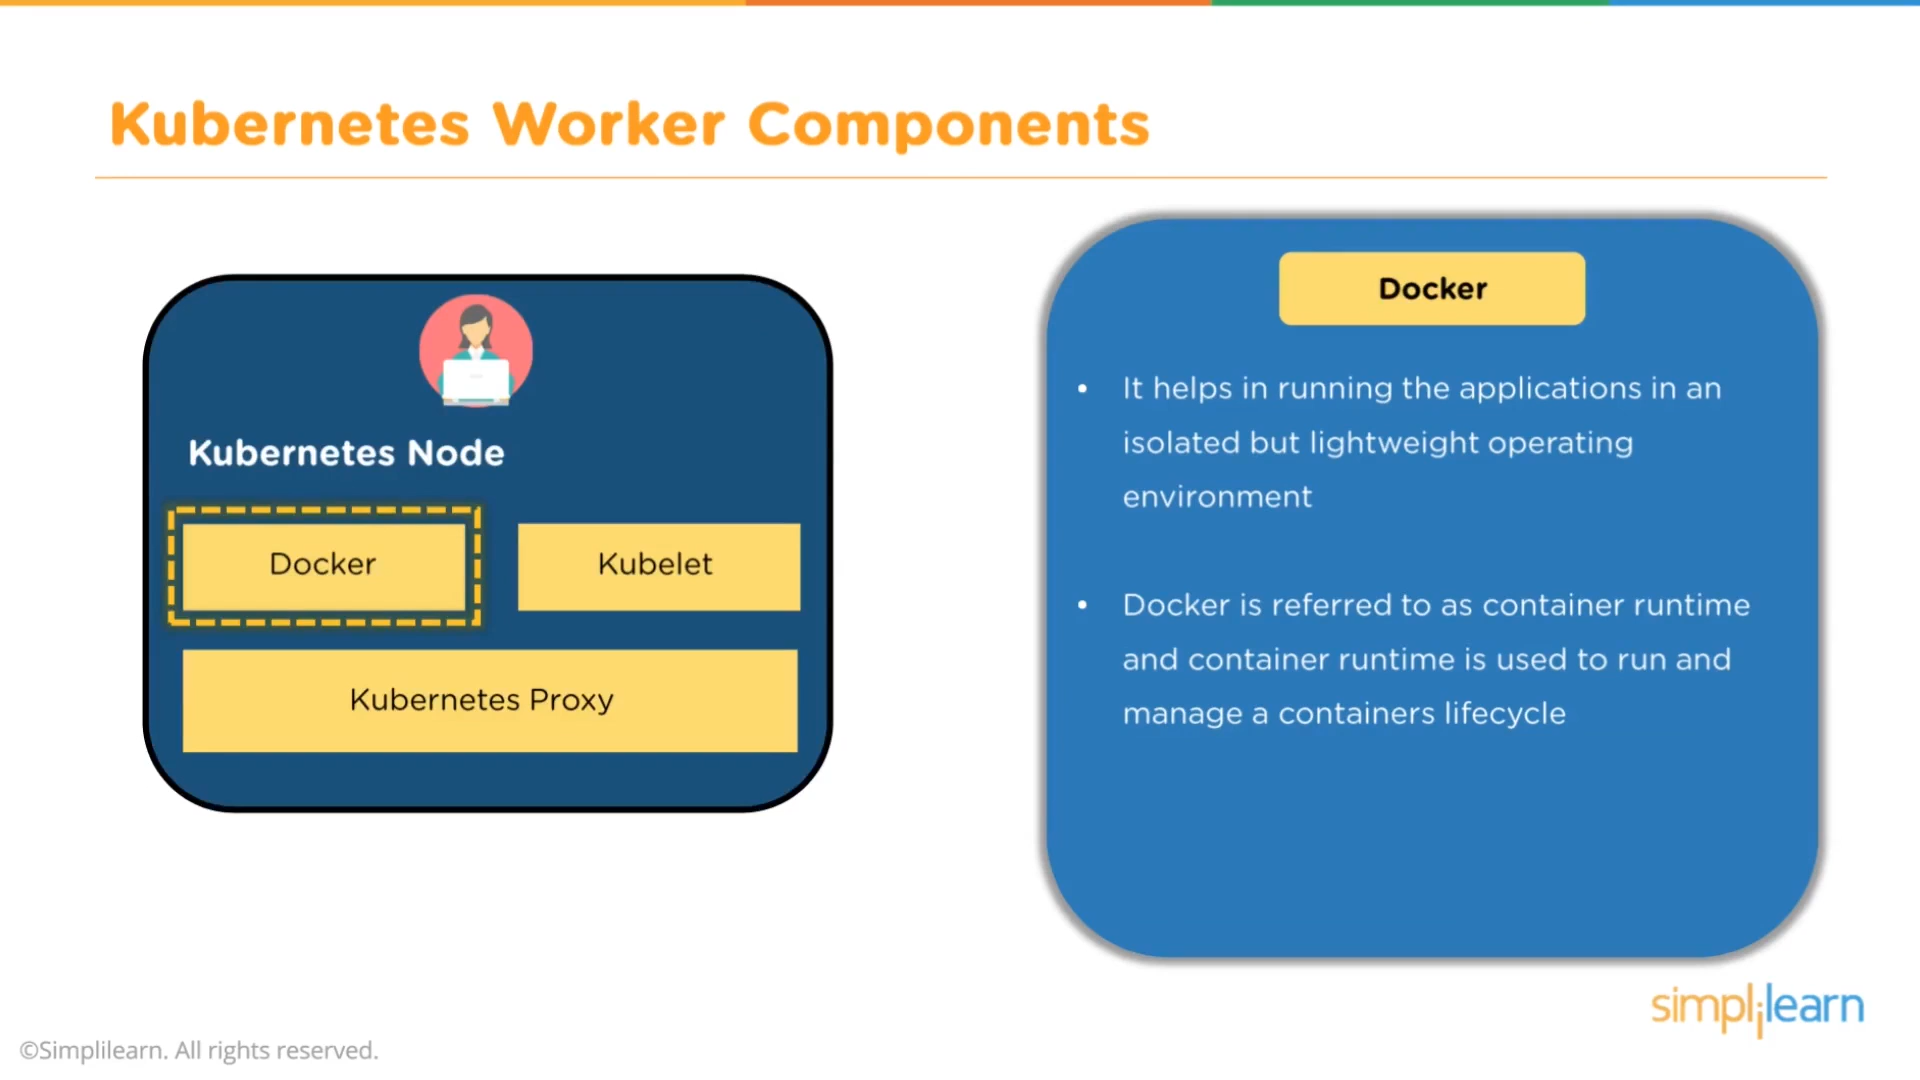 Kubernetes Worker Components
Kubernetes Node
Docker
Kubelet
Kubernetes Proxy
Docker
• It helps in running the applications in an
isolated but lightweight operating
environment
• Docker is referred to as container runtime
and container runtime is used to run and
manage a containers lifecycle
simplilearn
©Simplilearn. All rights reserved.